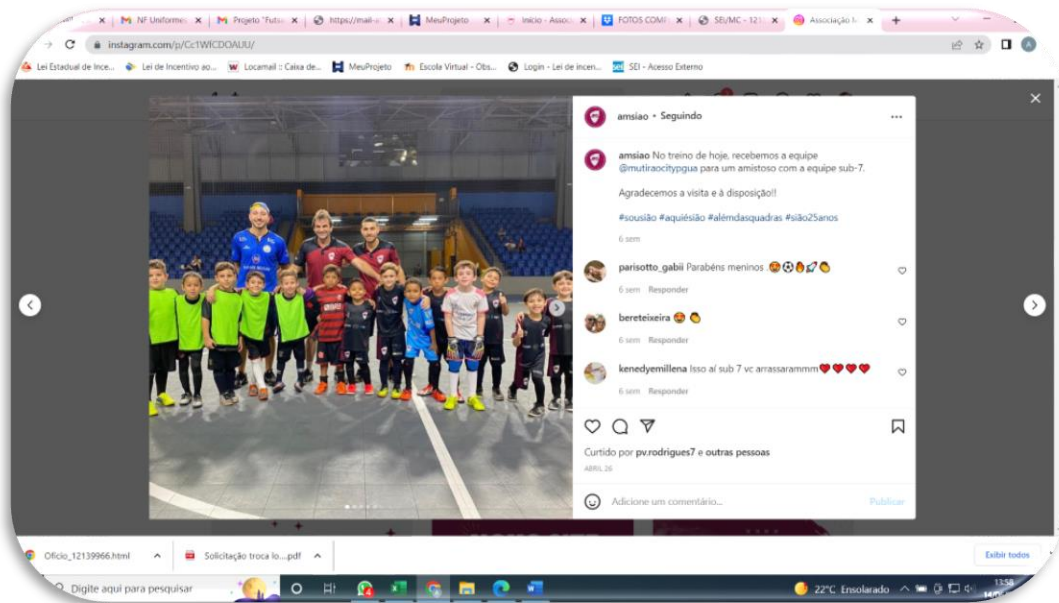 NF Uniformes
Projeto "Futs
https://mail-a
MeuProjeto
Início - Assoc
FOTOS COMP
SEI/MC - 121
Associação M
instagram.com/p/Cc1WfCDOAUU/
Lei Estadual de Ince...
Lei de Incentivo ao...
Locamail :: Caixa de...
MeuProjeto
Escola Virtual - Obs...
Login - Lei de incen...
SEI - Acesso Externo
amsiao • Seguindo
amsiao No treino de hoje, recebemos a equipe
@mutiraocitypgua para um amistoso com a equipe sub-7.
Agradecemos a visita e à disposição!!
#sousião #aquiésião #alémdasquadras #sião25anos
6 sem
parisotto_gabii Parabéns meninos .😍⚽🔥🚀👏
6 sem Responder
bereteixeira 😍 👏
6 sem Responder
kenedyemillena Isso aí sub 7 vc arrassarammm❤❤❤❤
6 sem Responder
Curtido por pv.rodrigues7 e outras pessoas
ABRIL 26
Adicione um comentário...
Publicar
Oficio_12139966.html
Solicitação troca lo....pdf
Exibir todos
Digite aqui para pesquisar
22°C Ensolarado
13:58